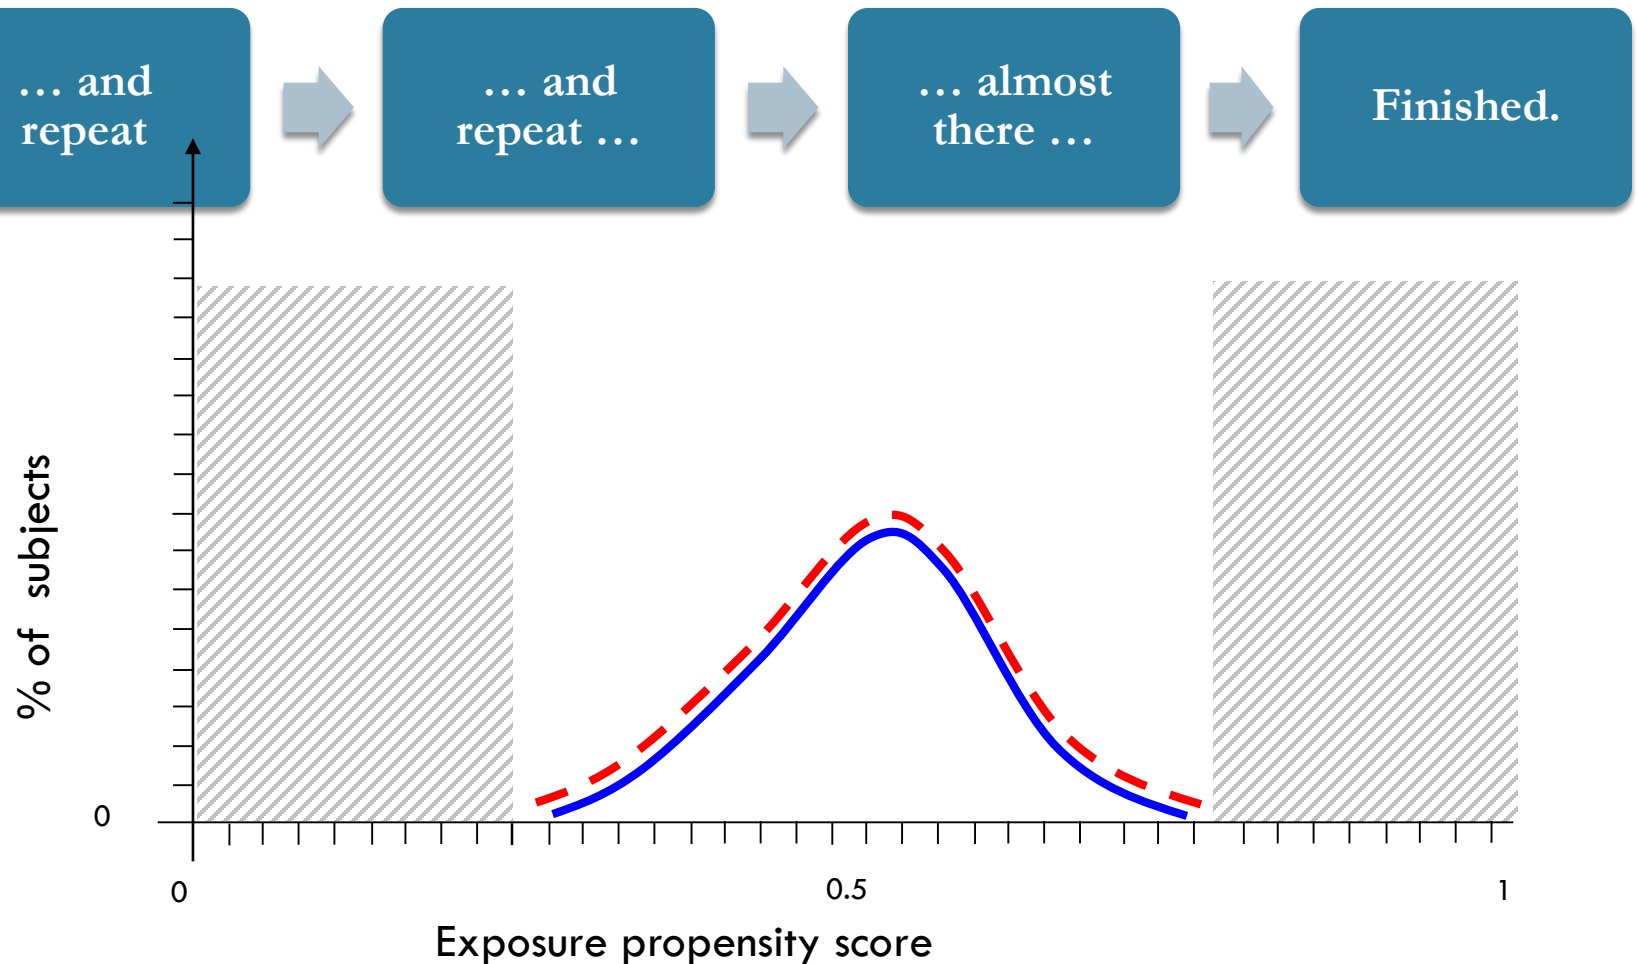 … and
repeat
… and
repeat …
… almost
there …
Finished.
% of subjects
0
0
0.5
1
Exposure propensity score